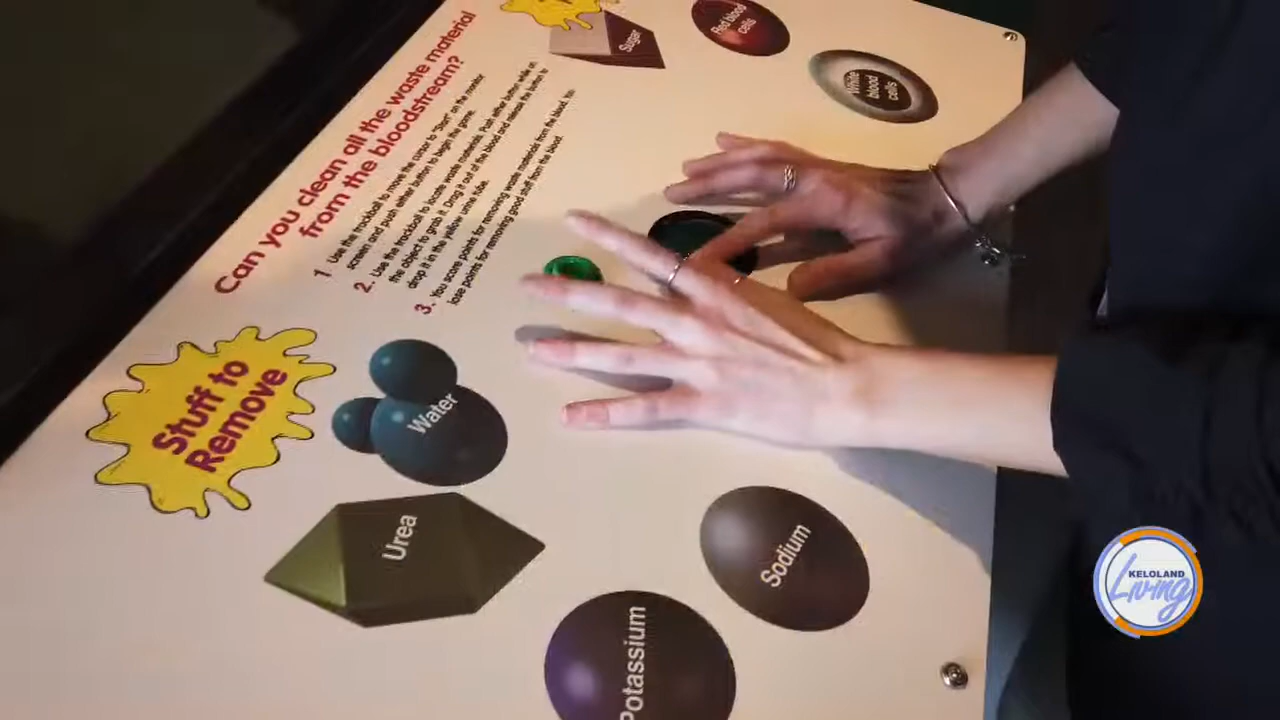 Can you clean all the waste material
from the bloodstream?
1. Use the trackball to move the cursor to "Start" on the monitor
screen and push either button to begin the game.
2. Use the trackball to locate waste materials. Push either button while on
the object to grab it. Drag it out of the blood and release the button to
drop it in the yellow urine tube.
3. You score points for removing waste materials from the blood. You
lose points for removing good stuff from the blood.
Sugar
Red blood
cells
White
blood
cells
Stuff to
Remove
Water
Urea
Sodium
Potassium
KELOLAND
Living